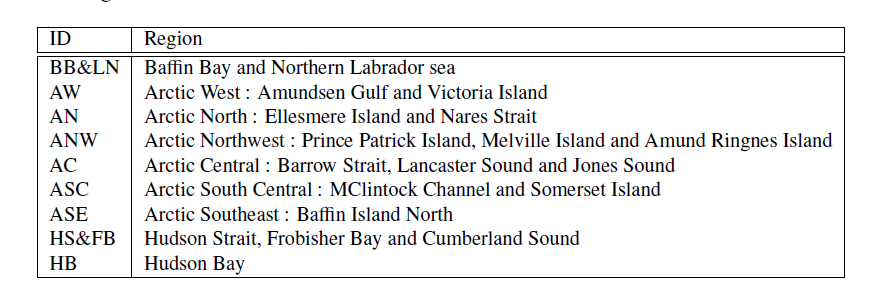 ID Region
BB&LN Baffin Bay and Northern Labrador sea
AW Arctic West : Amundsen Gulf and Victoria Island
AN Arctic North : Ellesmere Island and Nares Strait
ANW Arctic Northwest : Prince Patrick Island, Melville Island and Amund Ringnes Island
AC Arctic Central : Barrow Strait, Lancaster Sound and Jones Sound
ASC Arctic South Central : MClintock Channel and Somerset Island
ASE Arctic Southeast : Baffin Island North
HS&FB Hudson Strait, Frobisher Bay and Cumberland Sound
HB Hudson Bay